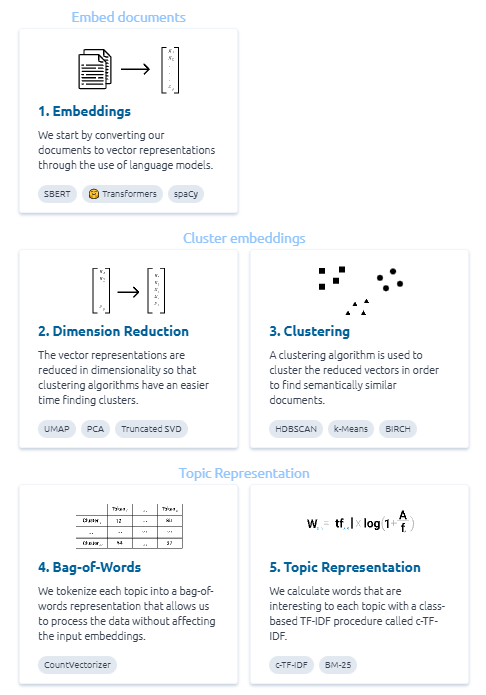 Embed documents
1. Embeddings
We start by converting our
documents to vector representations
through the use of language models.
SBERT
Transformers
spaCy
Cluster embeddings
2. Dimension Reduction
The vector representations are
reduced in dimensionality so that
clustering algorithms have an easier
time finding clusters.
UMAP
PCA
Truncated SVD
3. Clustering
A clustering algorithm is used to
cluster the reduced vectors in order
to find semantically similar
documents.
HDBSCAN
k-Means
BIRCH
Topic Representation
4. Bag-of-Words
We tokenize each topic into a bag-of-
words representation that allows us
to process the data without affecting
the input embeddings.
CountVectorizer
W = tf || × log(1+ A/f )
5. Topic Representation
We calculate words that are
interesting to each topic with a class-
based TF-IDF procedure called c-TF-
IDF.
c-TF-IDF
BM-25